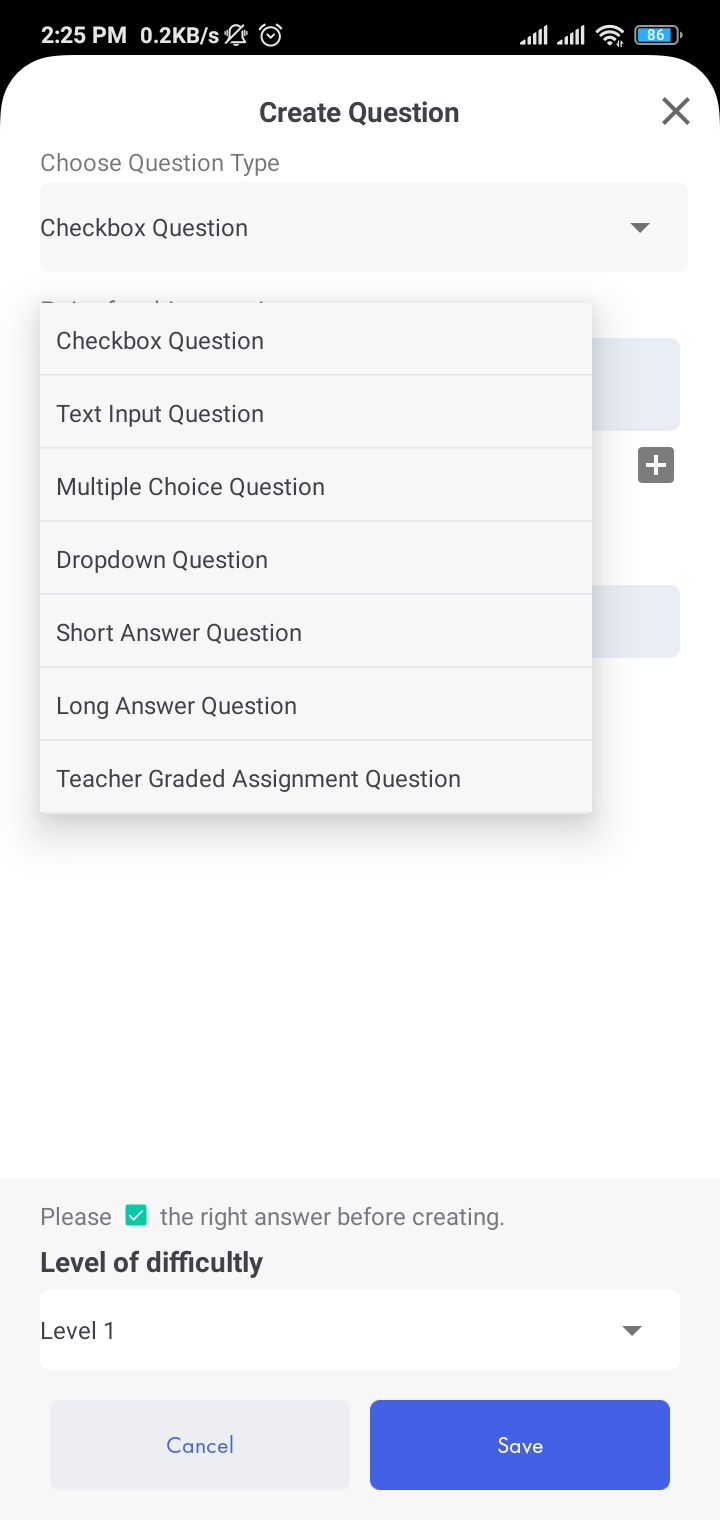 2:25 PM 0.2KB/s 86
Create Question
Choose Question Type
Checkbox Question
Checkbox Question
Text Input Question
Multiple Choice Question
Dropdown Question
Short Answer Question
Long Answer Question
Teacher Graded Assignment Question
Please the right answer before creating.
Level of difficultly
Level 1
Cancel Save